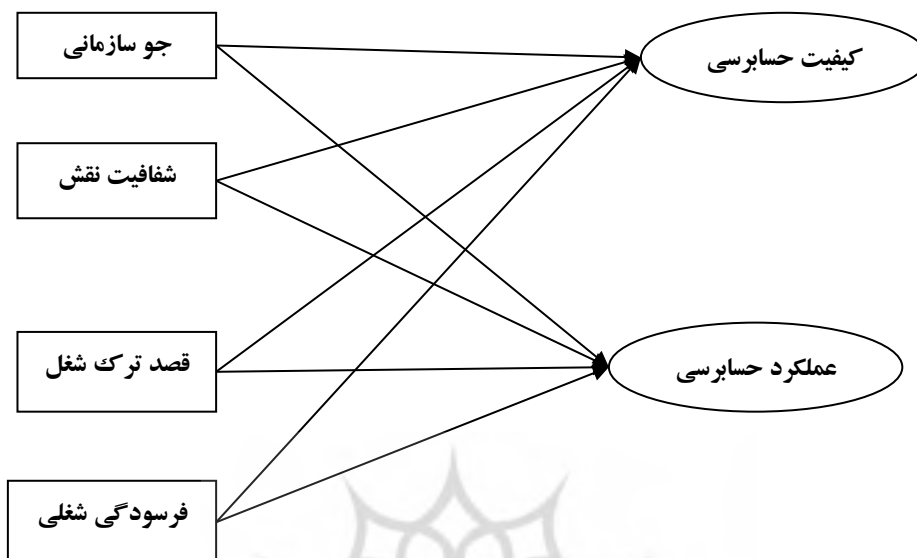 جو سازمانی
کیفیت حسابرسی
شفافیت نقش
قصد ترک شغل
عملکرد حسابرسی
فرسودگی شغلی